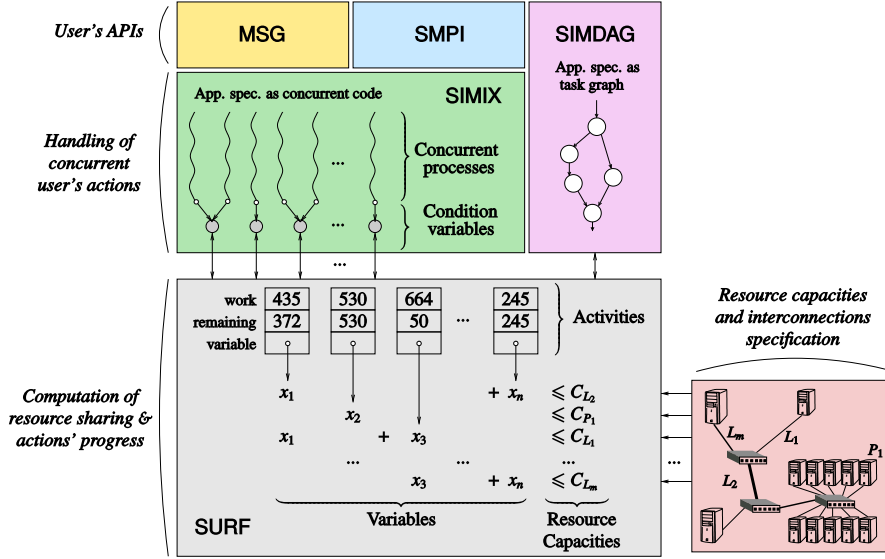 User's APIs
MSG
SMPI
SIMDAG
App. spec. as
task graph
App. spec. as concurrent code
SIMIX
Handling of
concurrent
user's actions
Concurrent
processes
...
Condition
variables
...
...
work 435 530 664 245
remaining 372 530 50 ... 245
variable
Activities
Resource capacities
and interconnections
specification
Computation of
resource sharing &
actions' progress
x1 + xn ⩽ CL2
x2 ⩽ CP1
x1 + x3 ⩽ CL1
... ... ...
x3 + xn ⩽ CLm
...
Lm
L1
P1
L2
Variables
Resource
Capacities
SURF